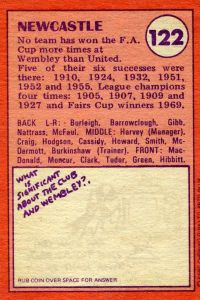 NEWCASTLE
122
No team has won the F.A.
Cup more times at
Wembley than United.
Five of their six successes were
there: 1910, 1924, 1932, 1951,
1952 and 1955. League champions
four times: 1905, 1907, 1909 and
1927 and Fairs Cup winners 1969.
BACK L-R: Burleigh, Barrowclough, Gibb,
Nattrass, McFaul. MIDDLE: Harvey (Manager),
Craig, Hodgson, Cassidy, Howard, Smith, Mc-
Dermott, Burkinshaw (Trainer). FRONT: Mac-
Donald, Moncur, Clark, Tudor, Green, Hibbitt.
WHAT IS
SIGNIFICANT
ABOUT THE CLUB
AND WEMBLEY?
RUB COIN OVER SPACE FOR ANSWER